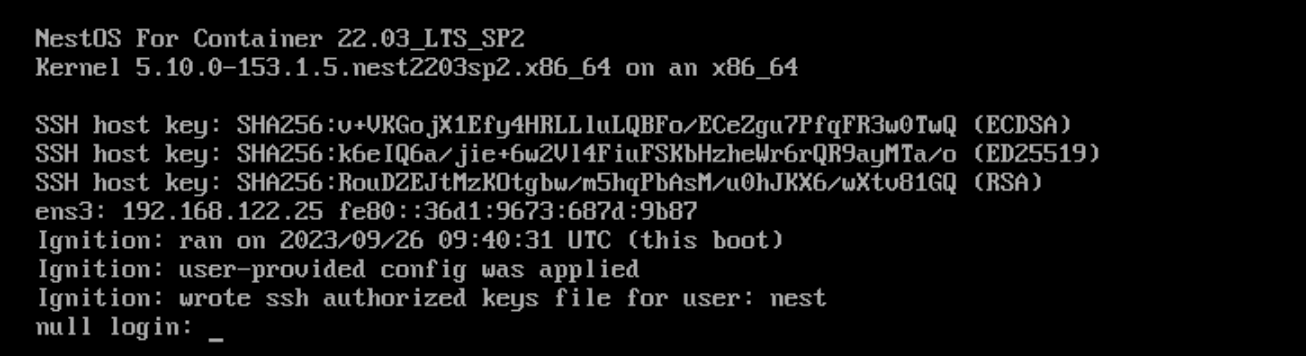 NestOS For Container 22.03_LTS_SP2
Kernel 5.10.0-153.1.5.nest2203sp2.x86_64 on an x86_64
SSH host key: SHA256:v+VKGojX1Efy4HRLLluLQBFo/ECeZgu7PfqFR3w0TwQ (ECDSA)
SSH host key: SHA256:k6eIQ6a/jie+6w2Vl4FiuFSKbHzheWr6rQR9ayMTa/o (ED25519)
SSH host key: SHA256:RouDZEJtMzKOtgbw/m5hqPbAsM/u0hJKX6/wXtv81GQ (RSA)
ens3: 192.168.122.25 fe80::36d1:9673:687d:9b87
Ignition: ran on 2023/09/26 09:40:31 UTC (this boot)
Ignition: user-provided config was applied
Ignition: wrote ssh authorized keys file for user: nest
null login: _